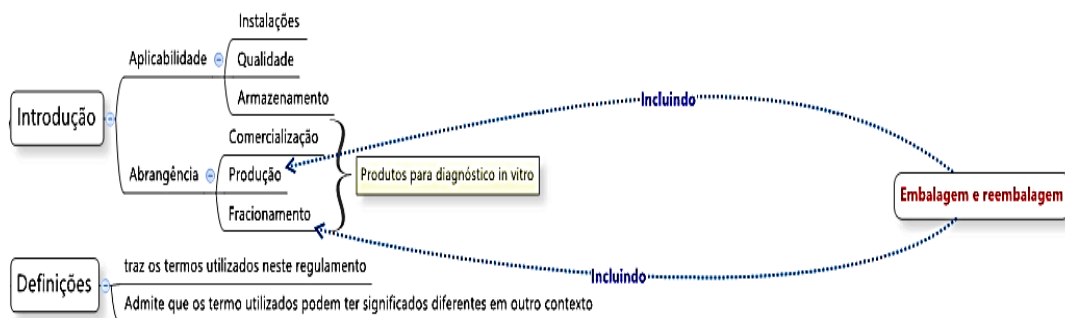 Introdução
Aplicabilidade
Instalações
Qualidade
Armazenamento
Abrangência
Comercialização
Produção
Fracionamento
Produtos para diagnóstico in vitro
Incluindo
Embalagem e reembalagem
Incluindo
Definições
traz os termos utilizados neste regulamento
Admite que os termo utilizados podem ter significados diferentes em outro contexto